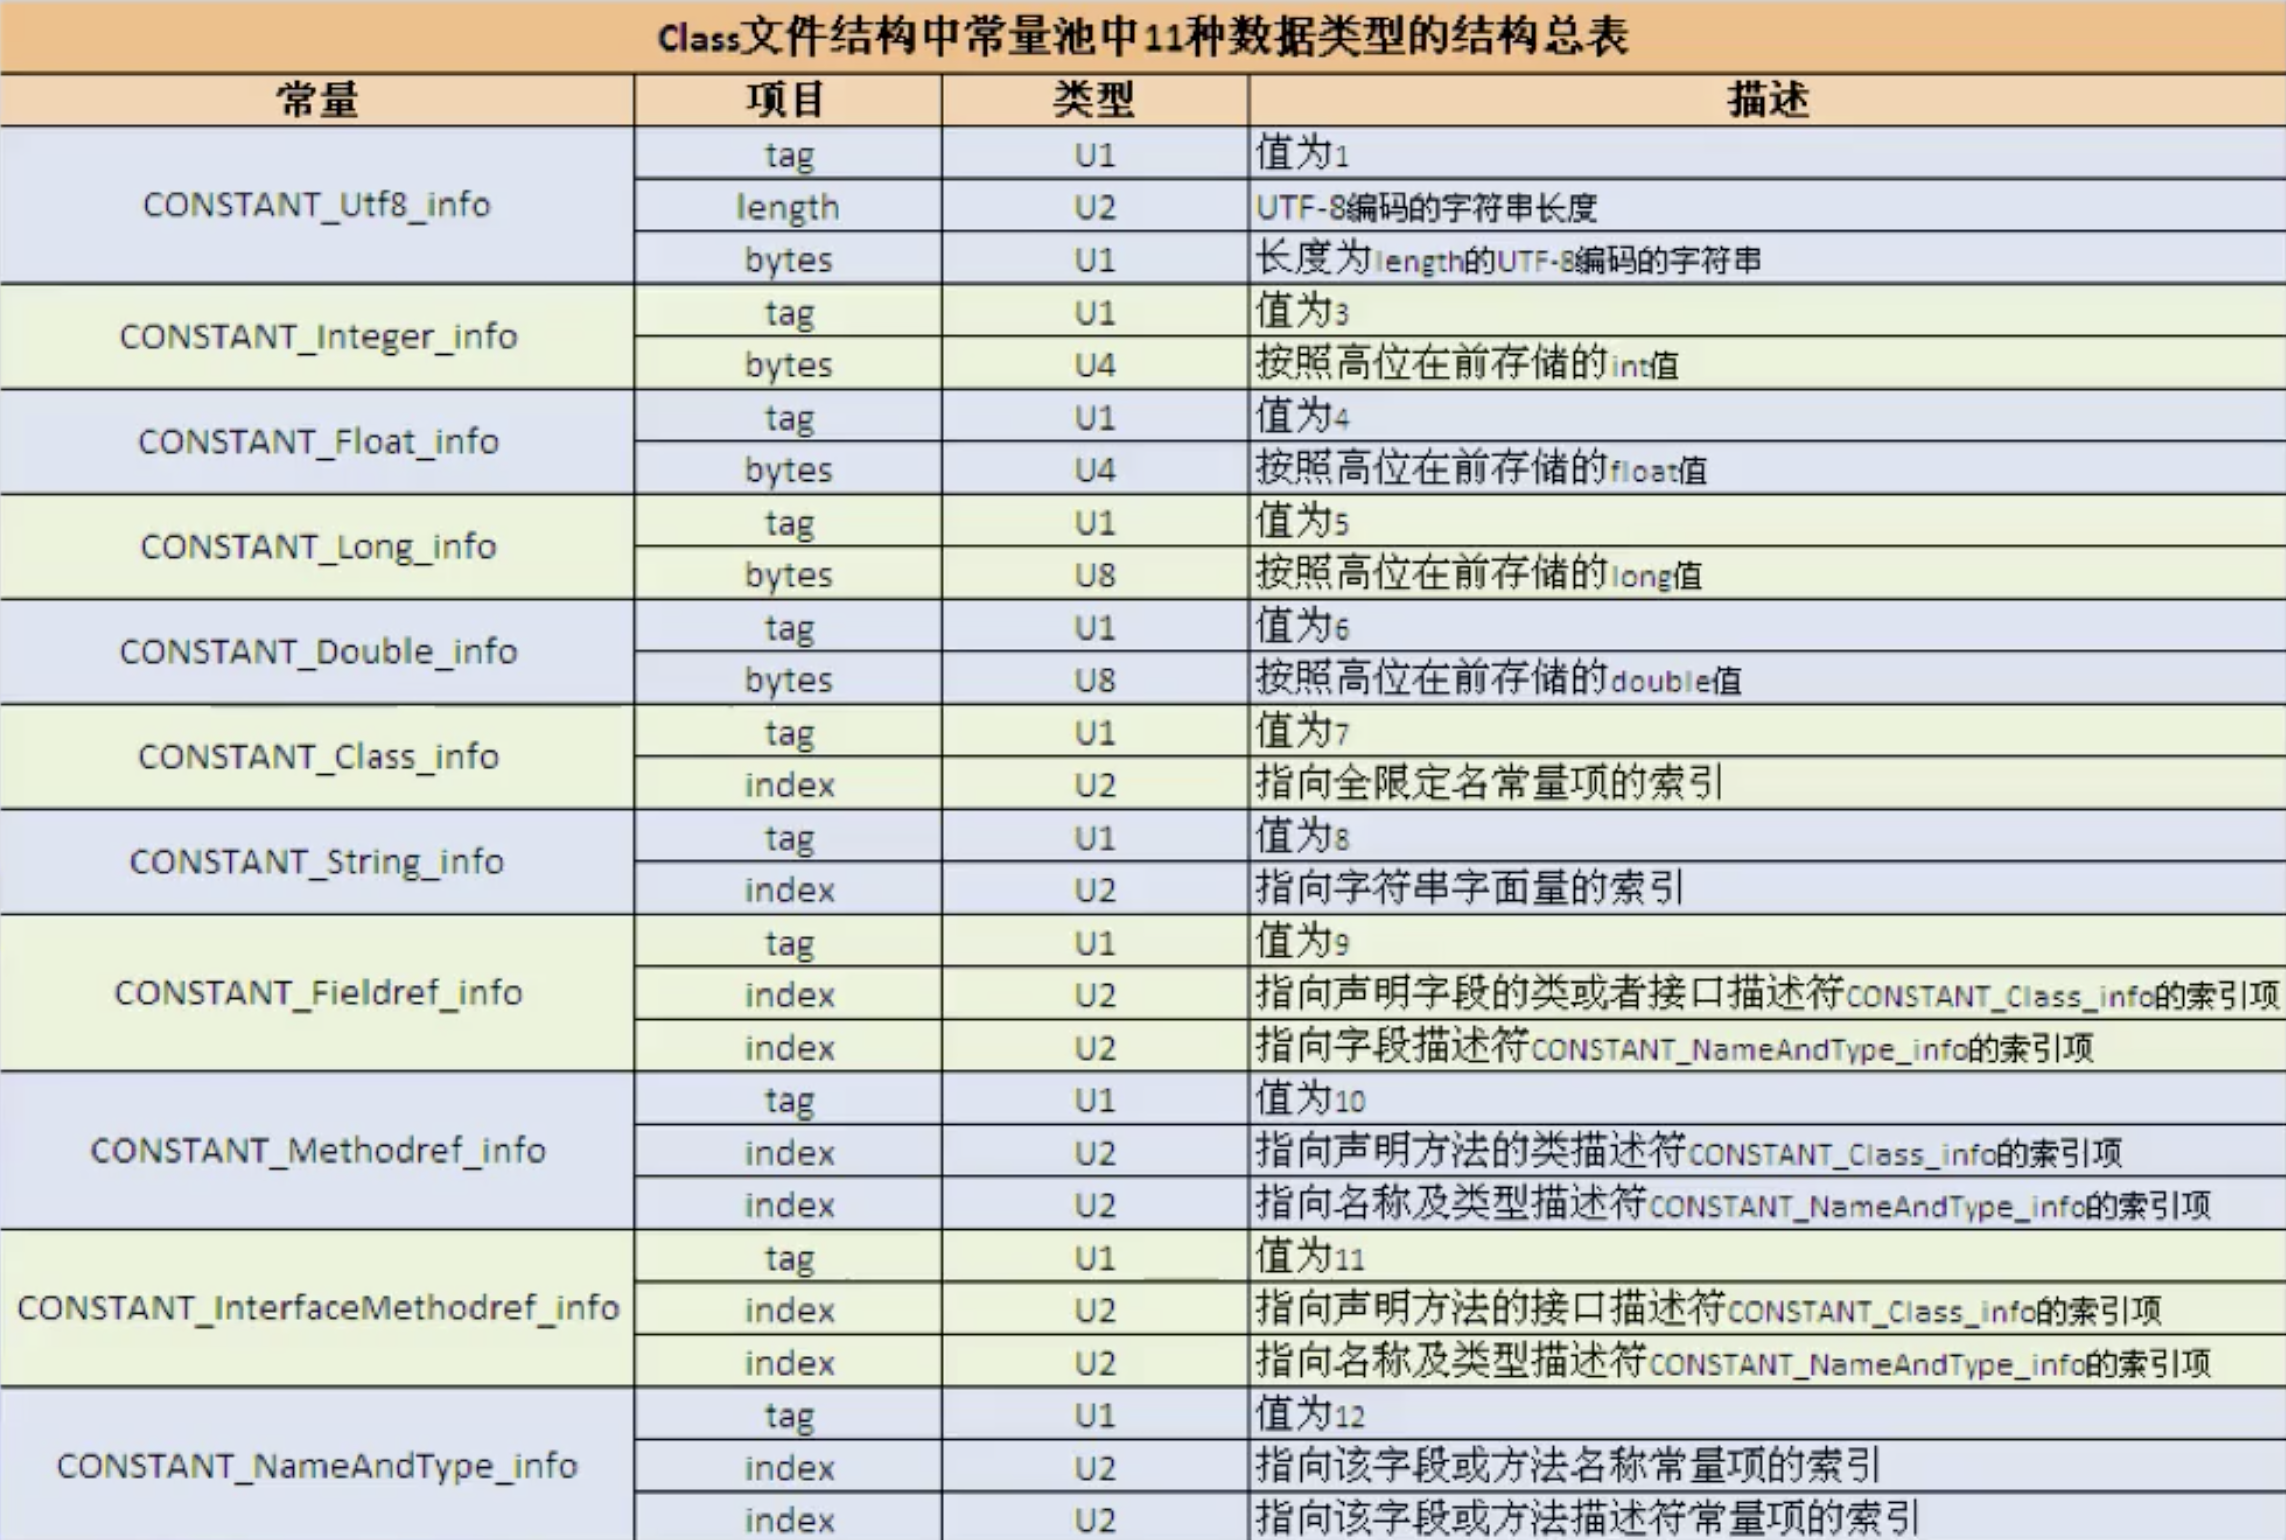 Class文件结构中常量池中11种数据类型的结构总表
常量 项目 类型 描述
CONSTANT_Utf8_info tag U1 值为1
length U2 UTF-8编码的字符串长度
bytes U1 长度为length的UTF-8编码的字符串
CONSTANT_Integer_info tag U1 值为3
bytes U4 按照高位在前存储的int值
CONSTANT_Float_info tag U1 值为4
bytes U4 按照高位在前存储的float值
CONSTANT_Long_info tag U1 值为5
bytes U8 按照高位在前存储的long值
CONSTANT_Double_info tag U1 值为6
bytes U8 按照高位在前存储的double值
CONSTANT_Class_info tag U1 值为7
index U2 指向全限定名常量项的索引
CONSTANT_String_info tag U1 值为8
index U2 指向字符串字面量的索引
CONSTANT_Fieldref_info tag U1 值为9
index U2 指向声明字段的类或者接口描述符CONSTANT_Class_info的索引项
index U2 指向字段描述符CONSTANT_NameAndType_info的索引项
CONSTANT_Methodref_info tag U1 值为10
index U2 指向声明方法的类描述符CONSTANT_Class_info的索引项
index U2 指向名称及类型描述符CONSTANT_NameAndType_info的索引项
CONSTANT_InterfaceMethodref_info tag U1 值为11
index U2 指向声明方法的接口描述符CONSTANT_Class_info的索引项
index U2 指向名称及类型描述符CONSTANT_NameAndType_info的索引项
CONSTANT_NameAndType_info tag U1 值为12
index U2 指向该字段或方法名称常量项的索引
index U2 指向该字段或方法描述符常量项的索引